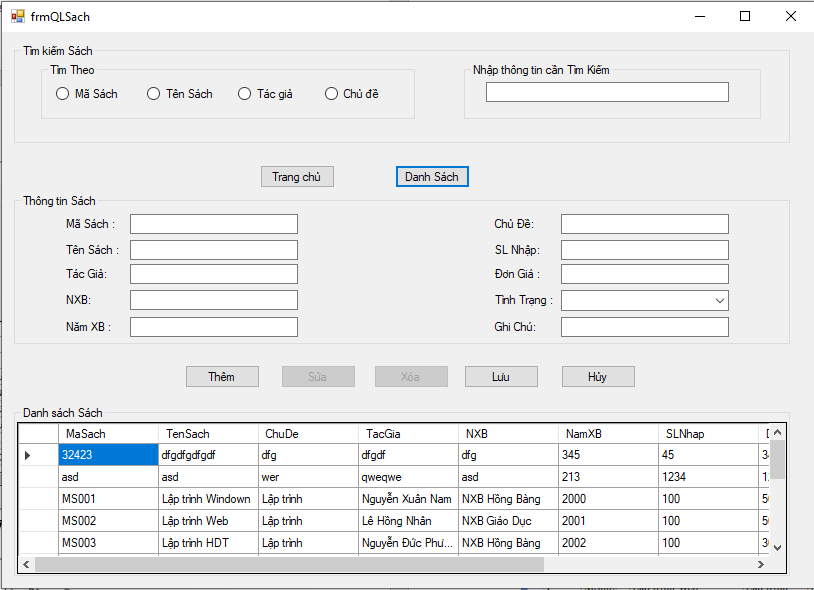 frmQLSach
Tìm kiếm Sách
Tìm Theo
Nhập thông tin cần Tìm Kiếm
Mã Sách Tên Sách Tác giả Chủ đề
Trang chủ Danh Sách
Thông tin Sách
Mã Sách : Chủ Đề:
Tên Sách : SL Nhập:
Tác Giả: Đơn Giá :
NXB: Tình Trạng :
Năm XB : Ghi Chú:
Thêm Sửa Xóa Lưu Hủy
Danh sách Sách
MaSach TenSach ChuDe TacGia NXB NamXB SLNhap
32423 dfgdfgdfgdf dfg dfgdf dfg 345 45
asd asd wer qweqwe asd 213 1234
MS001 Lập trình Windown Lập trình Nguyễn Xuân Nam NXB Hồng Bàng 2000 100
MS002 Lập trình Web Lập trình Lê Hồng Nhân NXB Giáo Dục 2001 100
MS003 Lập trình HDT Lập trình Nguyễn Đức Phư... NXB Hồng Bàng 2002 100